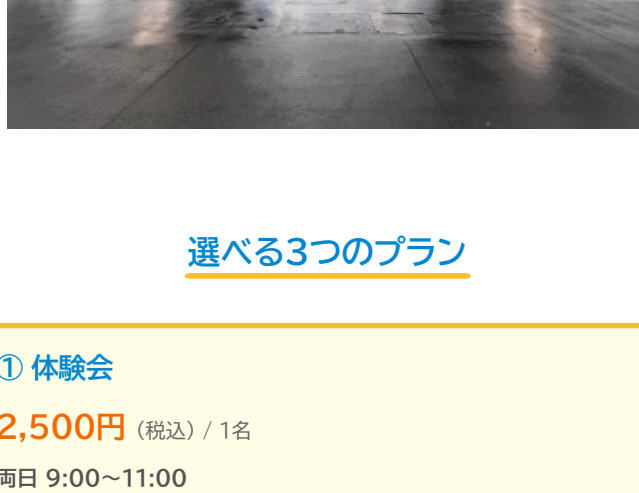 選べる3つのプラン
① 体験会
2,500円 (税込) / 1名
両日 9:00～11:00